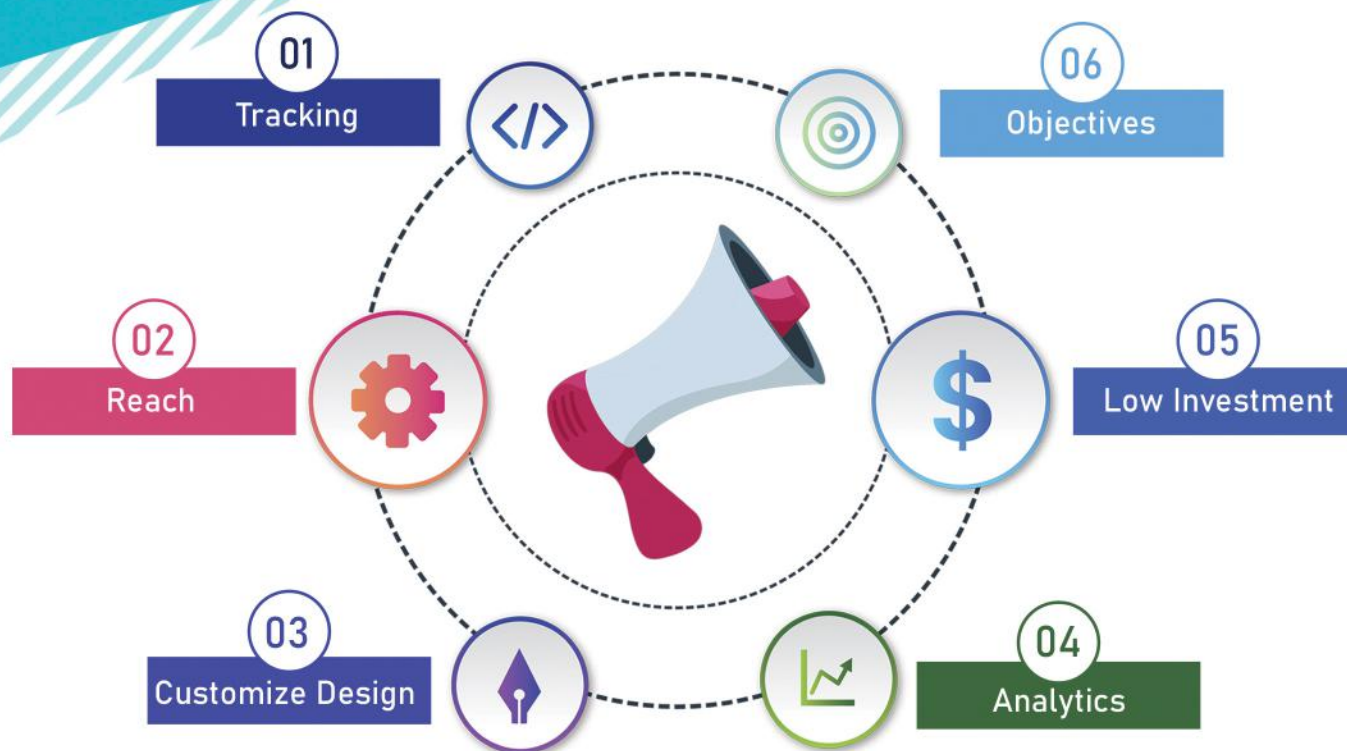 01
Tracking
02
Reach
03
Customize Design
04
Analytics
05
Low Investment
06
Objectives